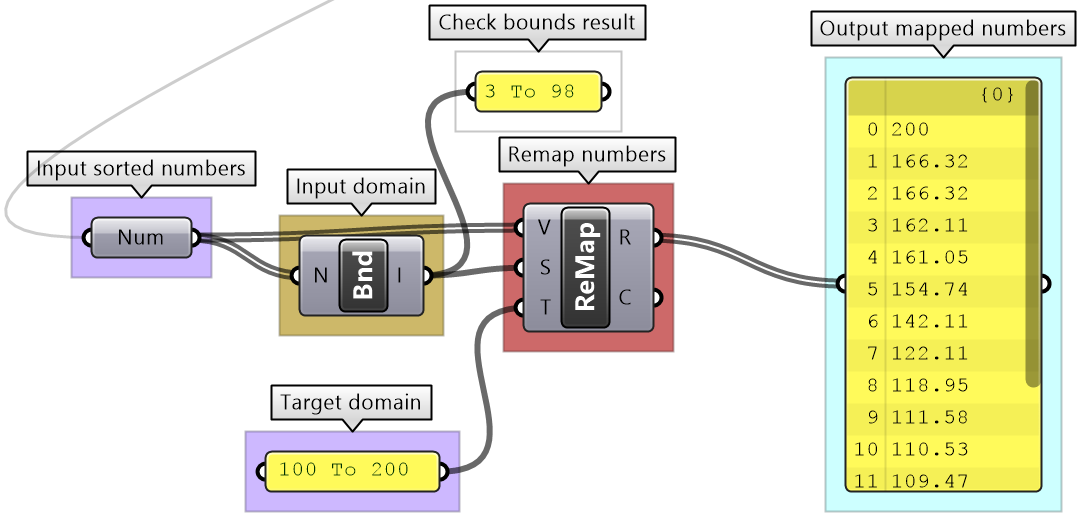 Check bounds result
3 To 98
Output mapped numbers
{0}
0 200
1 166.32
2 166.32
3 162.11
4 161.05
5 154.74
6 142.11
7 122.11
8 118.95
9 111.58
10 110.53
11 109.47
Input sorted numbers
Num
Input domain
N Bnd I
Remap numbers
V
S
T
ReMap
R
C
Target domain
100 To 200